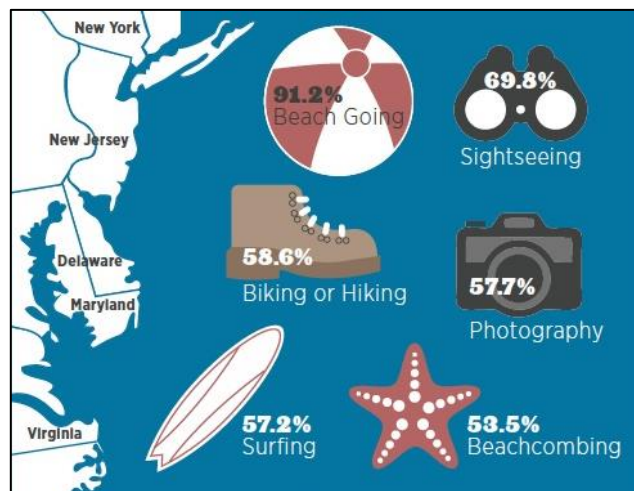 New York
New Jersey
Delaware
Maryland
Virginia
91.2%
Beach Going
69.8%
Sightseeing
58.6%
Biking or Hiking
57.7%
Photography
57.2%
Surfing
53.5%
Beachcombing